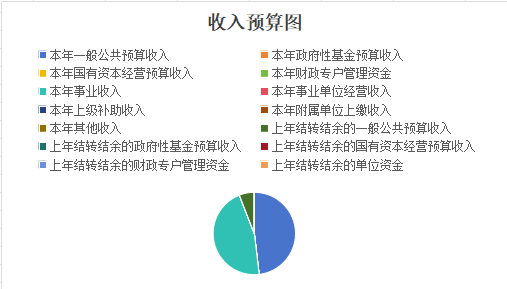 收入预算图
本年一般公共预算收入 本年政府性基金预算收入
本年国有资本经营预算收入 本年财政专户管理资金
本年事业收入 本年事业单位经营收入
本年上级补助收入 本年附属单位上缴收入
本年其他收入 上年结转结余的一般公共预算收入
上年结转结余的政府性基金预算收入 上年结转结余的国有资本经营预算收入
上年结转结余的财政专户管理资金 上年结转结余的单位资金